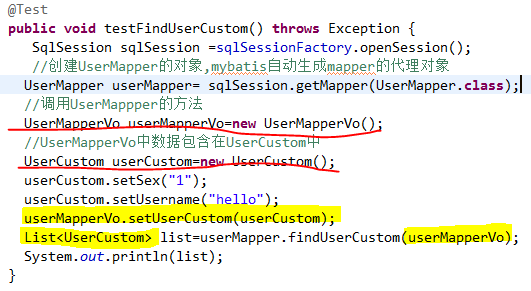 @Test
public void testFindUserCustom() throws Exception {
SqlSession sqlSession =sqlSessionFactory.openSession();
//创建UserMapper的对象,mybatis自动生成mapper的代理对象
UserMapper userMapper= sqlSession.getMapper(UserMapper.class);
//调用UserMappper的方法
UserMapperVo userMapperVo=new UserMapperVo();
//UserMapperVo中数据包含在UserCustom中
UserCustom userCustom=new UserCustom();
userCustom.setSex("1");
userCustom.setUsername("hello");
userMapperVo.setUserCustom(userCustom);
List<UserCustom> list=userMapper.findUserCustom(userMapperVo);
System.out.println(list);
}